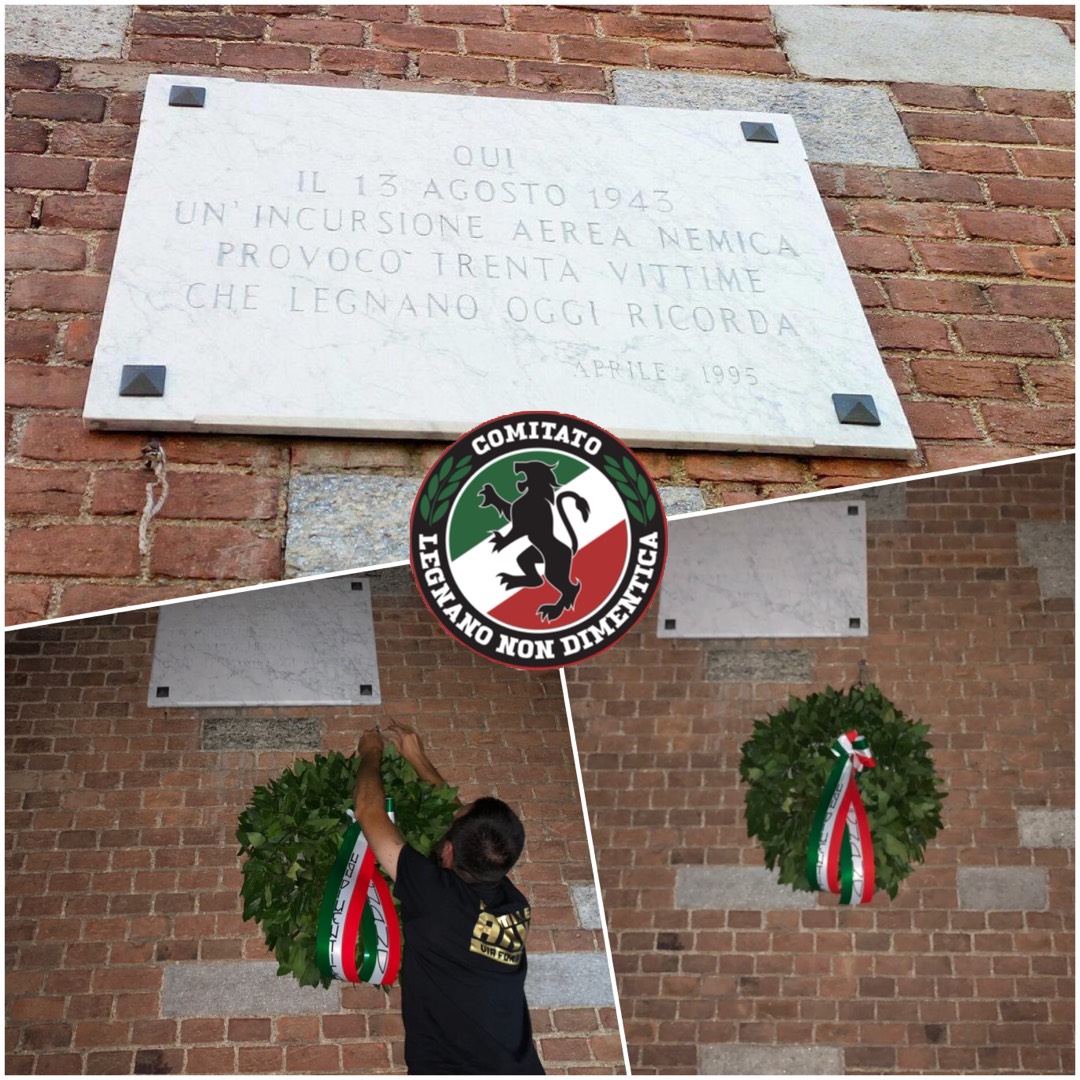 QUI
IL 13 AGOSTO 1943
UN' INCURSIONE AEREA NEMICA
PROVOCO` TRENTA VITTIME
CHE LEGNANO OGGI RICORDA
APRILE 1995
COMITATO
LEGNANO NON DIMENTICA